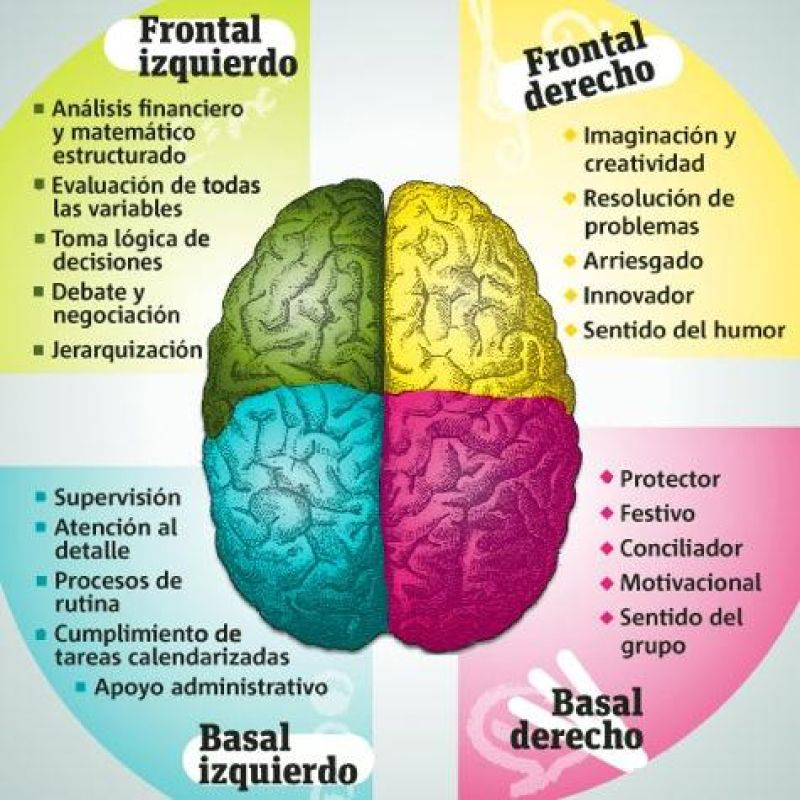 Frontal
izquierdo
Análisis financiero
y matemático
estructurado
Evaluación de todas
las variables
Toma lógica de
decisiones
Debate y
negociación
Jerarquización
Frontal
derecho
Imaginación y
creatividad
Resolución de
problemas
Arriesgado
Innovador
Sentido del humor
Supervisión
Atención al
detalle
Procesos de
rutina
Cumplimiento de
tareas calendarizadas
Apoyo administrativo
Basal
izquierdo
Protector
Festivo
Conciliador
Motivacional
Sentido del
grupo
Basal
derecho